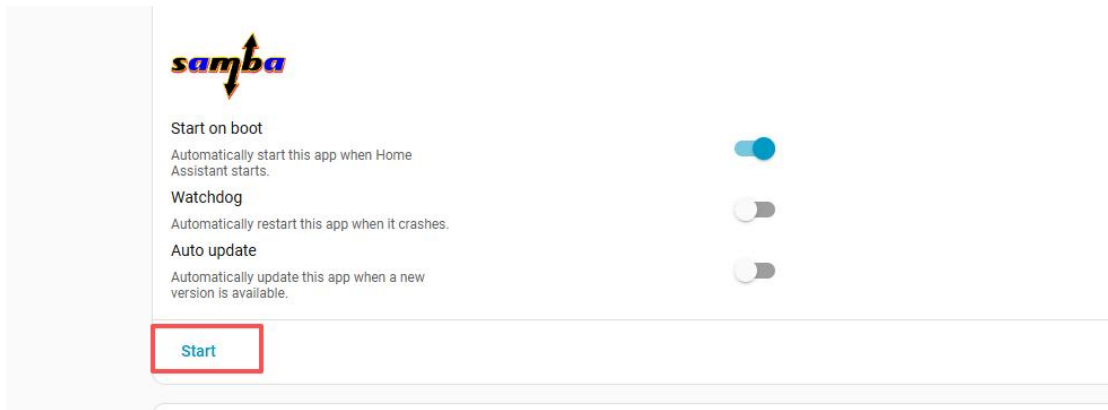 samba
Start on boot
Automatically start this app when Home
Assistant starts.
Watchdog
Automatically restart this app when it crashes.
Auto update
Automatically update this app when a new
version is available.
Start